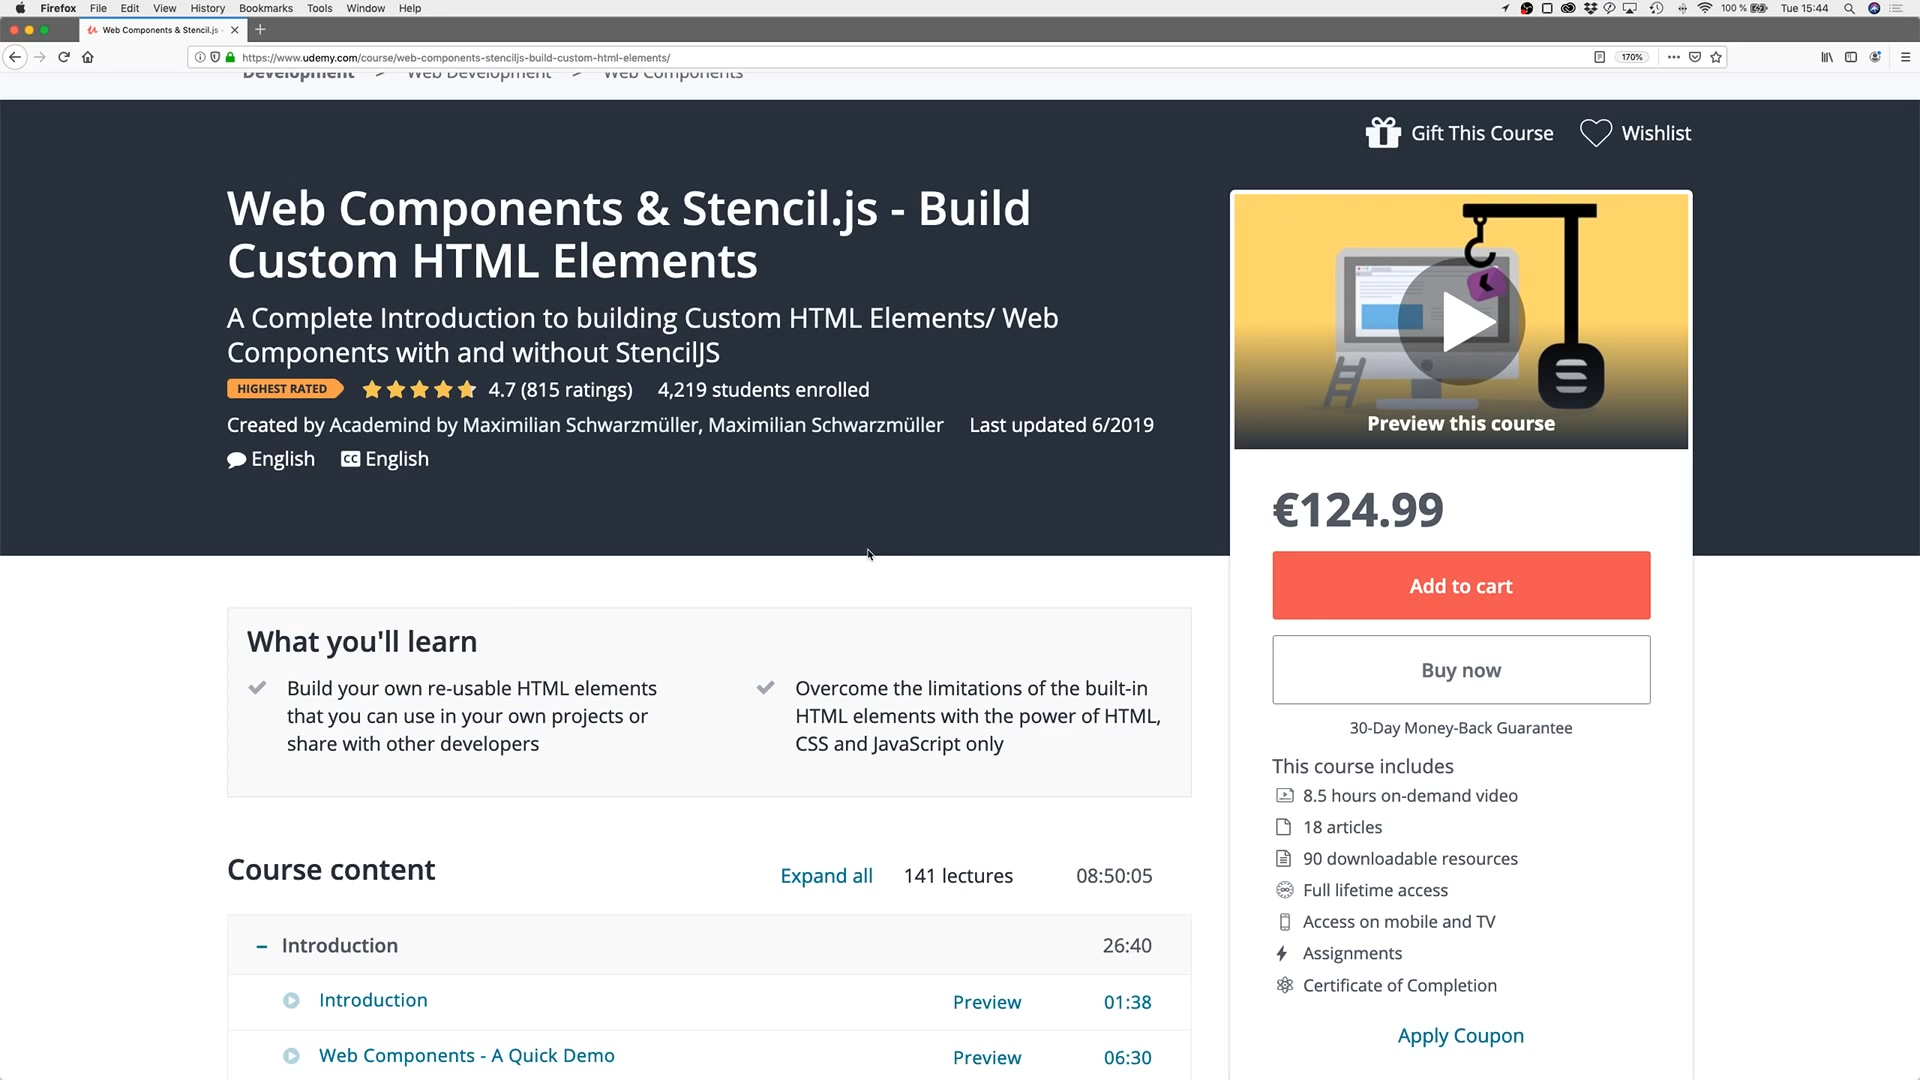 Firefox File Edit View History Bookmarks Tools Window Help
100 % Tue 15:44
Web Components & Stencil.js
https://www.udemy.com/course/web-components-stenciljs-build-custom-html-elements/
170%
Development > Web Development > Web Components
Gift This Course Wishlist
Web Components & Stencil.js - Build
Custom HTML Elements
A Complete Introduction to building Custom HTML Elements/ Web
Components with and without StencilJS
HIGHEST RATED 4.7 (815 ratings) 4,219 students enrolled
Created by Academind by Maximilian Schwarzmüller, Maximilian Schwarzmüller Last updated 6/2019
English CC English
Preview this course
€124.99
Add to cart
Buy now
30-Day Money-Back Guarantee
This course includes
8.5 hours on-demand video
18 articles
90 downloadable resources
Full lifetime access
Access on mobile and TV
Assignments
Certificate of Completion
Apply Coupon
What you'll learn
Build your own re-usable HTML elements
that you can use in your own projects or
share with other developers
Overcome the limitations of the built-in
HTML elements with the power of HTML,
CSS and JavaScript only
Course content Expand all 141 lectures 08:50:05
Introduction 26:40
Introduction Preview 01:38
Web Components - A Quick Demo Preview 06:30